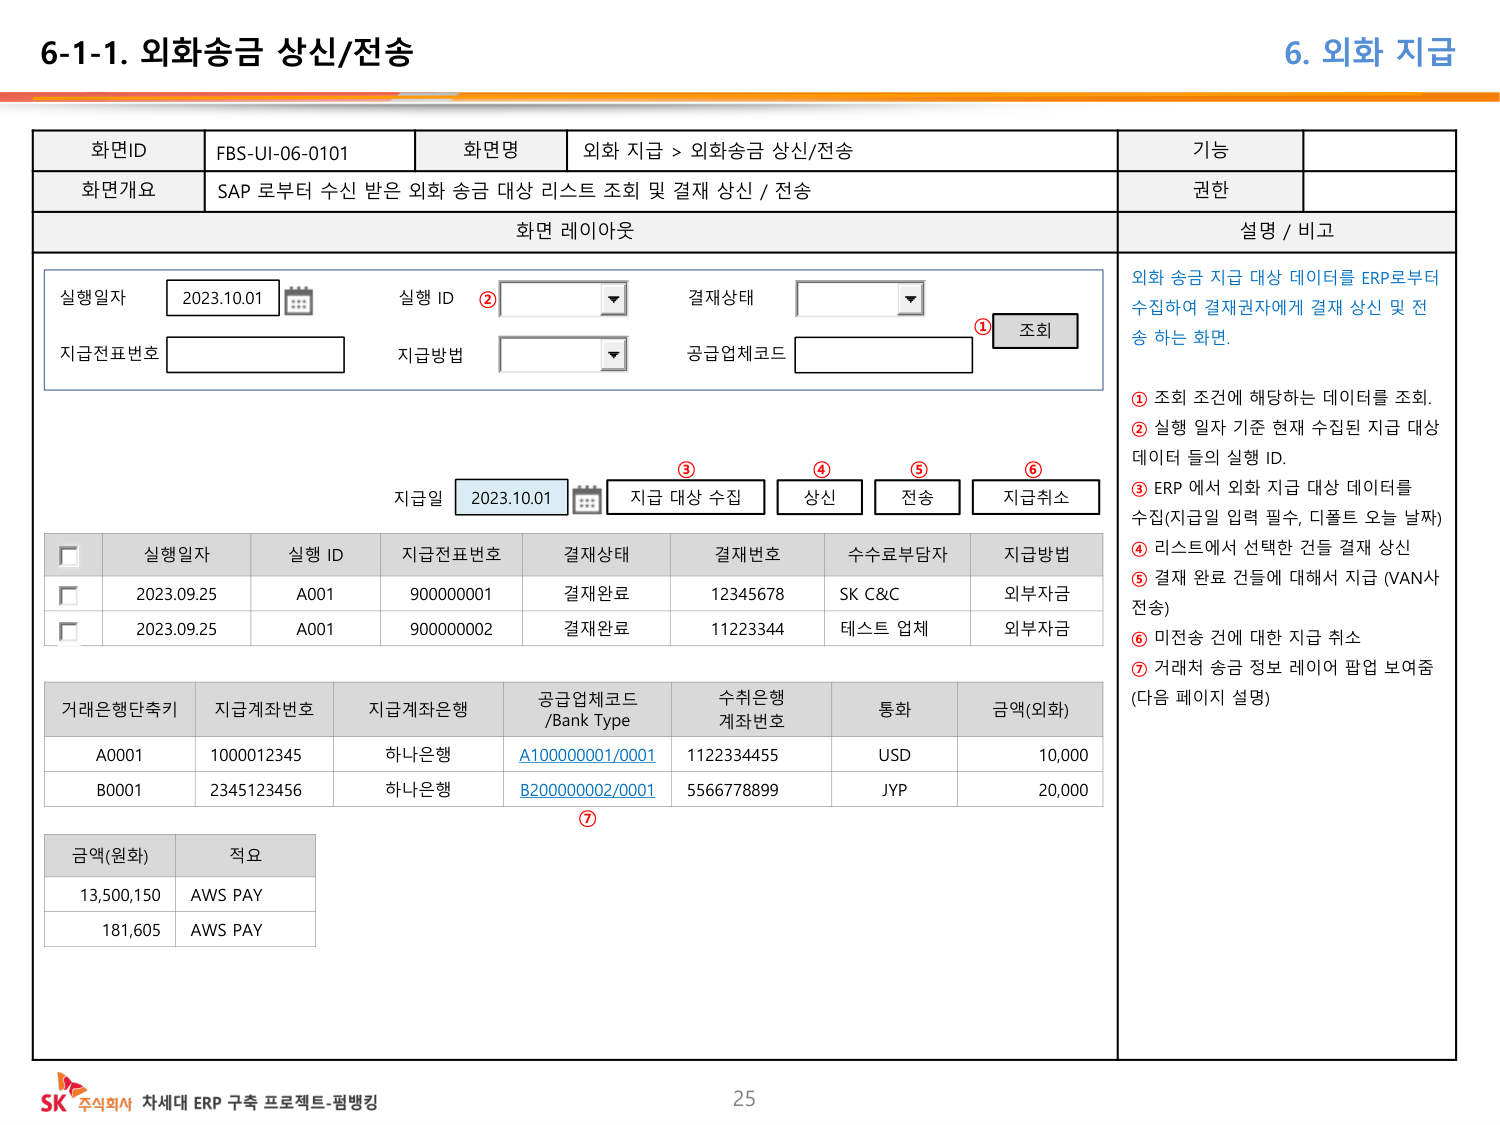 6-1-1. 외화송금 상신/전송
6. 외화 지급
화면ID FBS-UI-06-0101 화면명 외화 지급 > 외화송금 상신/전송 기능
화면개요 SAP 로부터 수신 받은 외화 송금 대상 리스트 조회 및 결재 상신 / 전송 권한
화면 레이아웃 설명 / 비고
실행일자 2023.10.01 실행 ID ② 결재상태
① 조회
지급전표번호 지급방법 공급업체코드
③ ④ ⑤ ⑥
지급일 2023.10.01 지급 대상 수집 상신 전송 지급취소
실행일자 실행 ID 지급전표번호 결재상태 결재번호 수수료부담자 지급방법
2023.09.25 A001 900000001 결재완료 12345678 SK C&C 외부자금
2023.09.25 A001 900000002 결재완료 11223344 테스트 업체 외부자금
거래은행단축키 지급계좌번호 지급계좌은행 공급업체코드 수취은행 통화 금액(외화)
/Bank Type 계좌번호
A0001 1000012345 하나은행 A100000001/0001 1122334455 USD 10,000
B0001 2345123456 하나은행 B200000002/0001 5566778899 JYP 20,000
⑦
금액(원화) 적요
13,500,150 AWS PAY
181,605 AWS PAY
외화 송금 지급 대상 데이터를 ERP로부터
수집하여 결재권자에게 결재 상신 및 전
송 하는 화면.
① 조회 조건에 해당하는 데이터를 조회.
② 실행 일자 기준 현재 수집된 지급 대상
데이터 들의 실행 ID.
③ ERP 에서 외화 지급 대상 데이터를
수집(지급일 입력 필수, 디폴트 오늘 날짜)
④ 리스트에서 선택한 건들 결재 상신
⑤ 결재 완료 건들에 대해서 지급 (VAN사
전송)
⑥ 미전송 건에 대한 지급 취소
⑦ 거래처 송금 정보 레이어 팝업 보여줌
(다음 페이지 설명)
SK 주식회사 차세대 ERP 구축 프로젝트-펌뱅킹
25